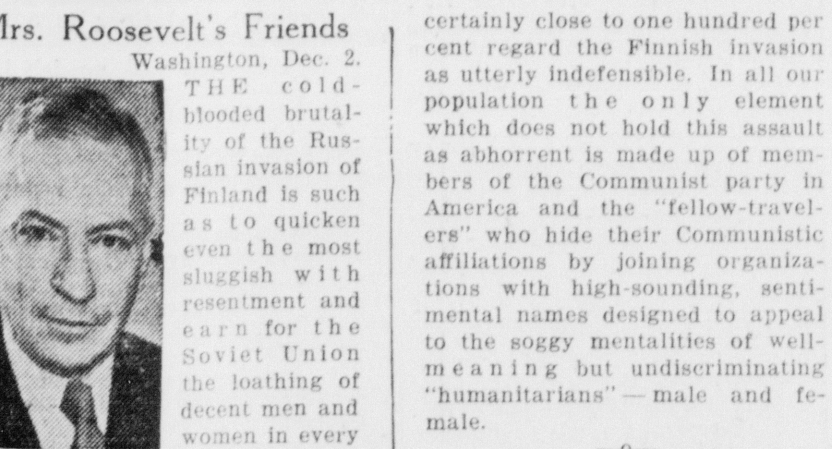 Mrs. Roosevelt's Friends
Washington, Dec. 2.
THE cold-
blooded brutal-
ity of the Rus-
sian invasion of
Finland is such
as to quicken
even the most
sluggish with
resentment and
earn for the
Soviet Union
the loathing of
decent men and
women in every
certainly close to one hundred per
cent regard the Finnish invasion
as utterly indefensible. In all our
population the only element
which does not hold this assault
as abhorrent is made up of mem-
bers of the Communist party in
America and the "fellow-travel-
ers" who hide their Communistic
affiliations by joining organiza-
tions with high-sounding, senti-
mental names designed to appeal
to the soggy mentalities of well-
meaning but undiscriminating
"humanitarians" — male and fe-
male.